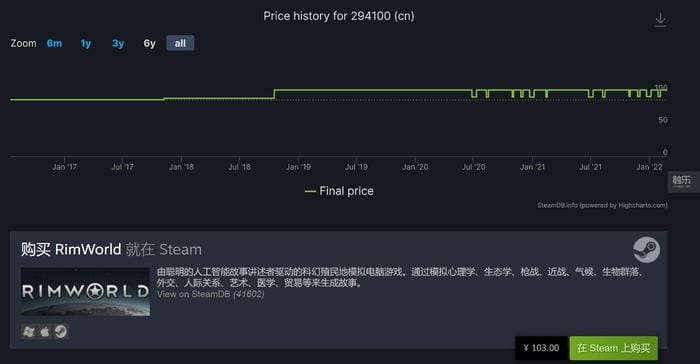 Price history for 294100 (cn)
Zoom 6m 1y 3y 6y all
100
50
0
Jan '17 Jul '17 Jan '18 Jul '18 Jan '19 Jul '19 Jan '20 Jul '20 Jan '21 Jul '21 Jan '22
触乐
Final price
SteamDB.info (powered by Highcharts.com)
购买 RimWorld 就在 Steam
由聪明的人工智能故事讲述者驱动的科幻殖民地模拟电脑游戏。通过模拟心理学、生态学、枪战、近战、气候、生物群落、
外交、人际关系、艺术、医学、贸易等来生成故事。
View on SteamDB (41602)
RIMWORLD
¥ 103.00
在 Steam 上购买